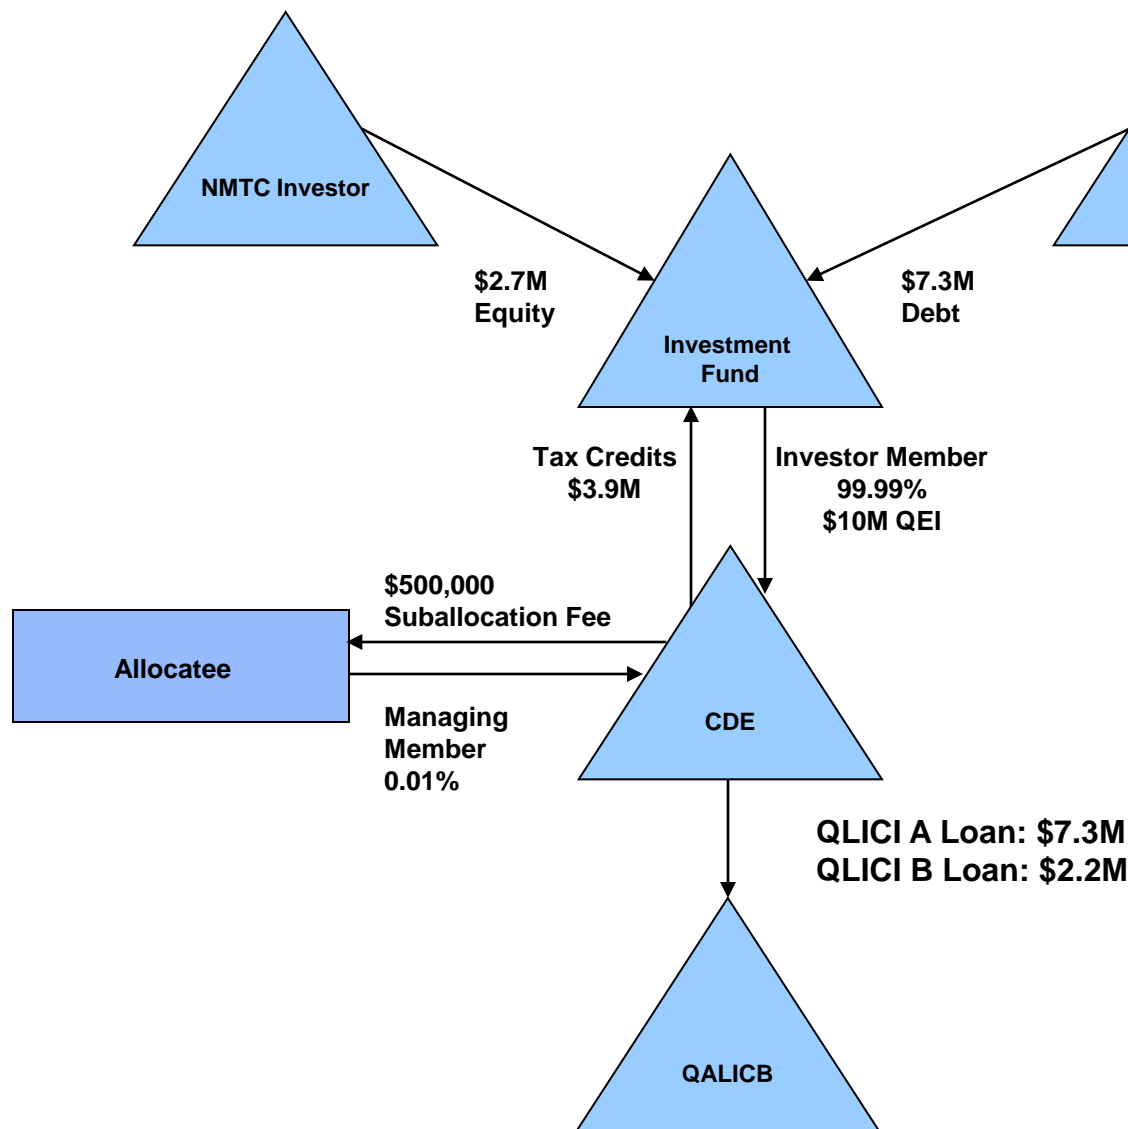 NMTC Investor
$2.7M
Equity
$7.3M
Debt
Investment
Fund
Tax Credits
$3.9M
Investor Member
99.99%
$10M QEI
$500,000
Suballocation Fee
Allocatee
Managing
Member
0.01%
CDE
QLICI A Loan: $7.3M
QLICI B Loan: $2.2M
QALICB